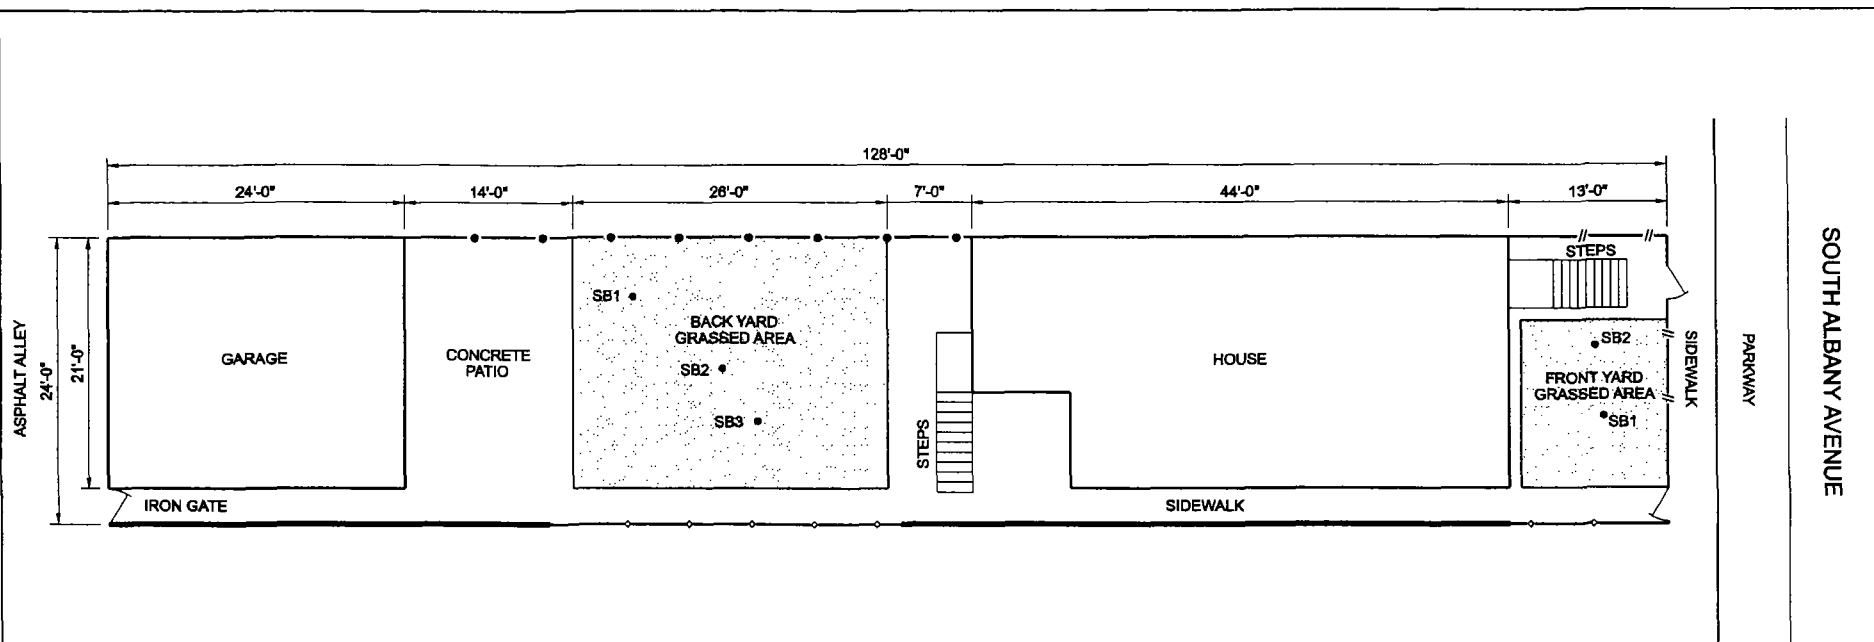 128'-0"
24'-0"
14'-0"
26'-0"
7'-0"
44'-0"
13'-0"
STEPS
SB1
BACK YARD
GRASSED AREA
SB2
SB3
GARAGE
CONCRETE
PATIO
HOUSE
SB2
FRONT YARD
GRASSED AREA
SB1
STEPS
ASPHALT ALLEY
24'-0"
21'-0"
IRON GATE
SIDEWALK
SIDEWALK
PARKWAY
SOUTH ALBANY AVENUE